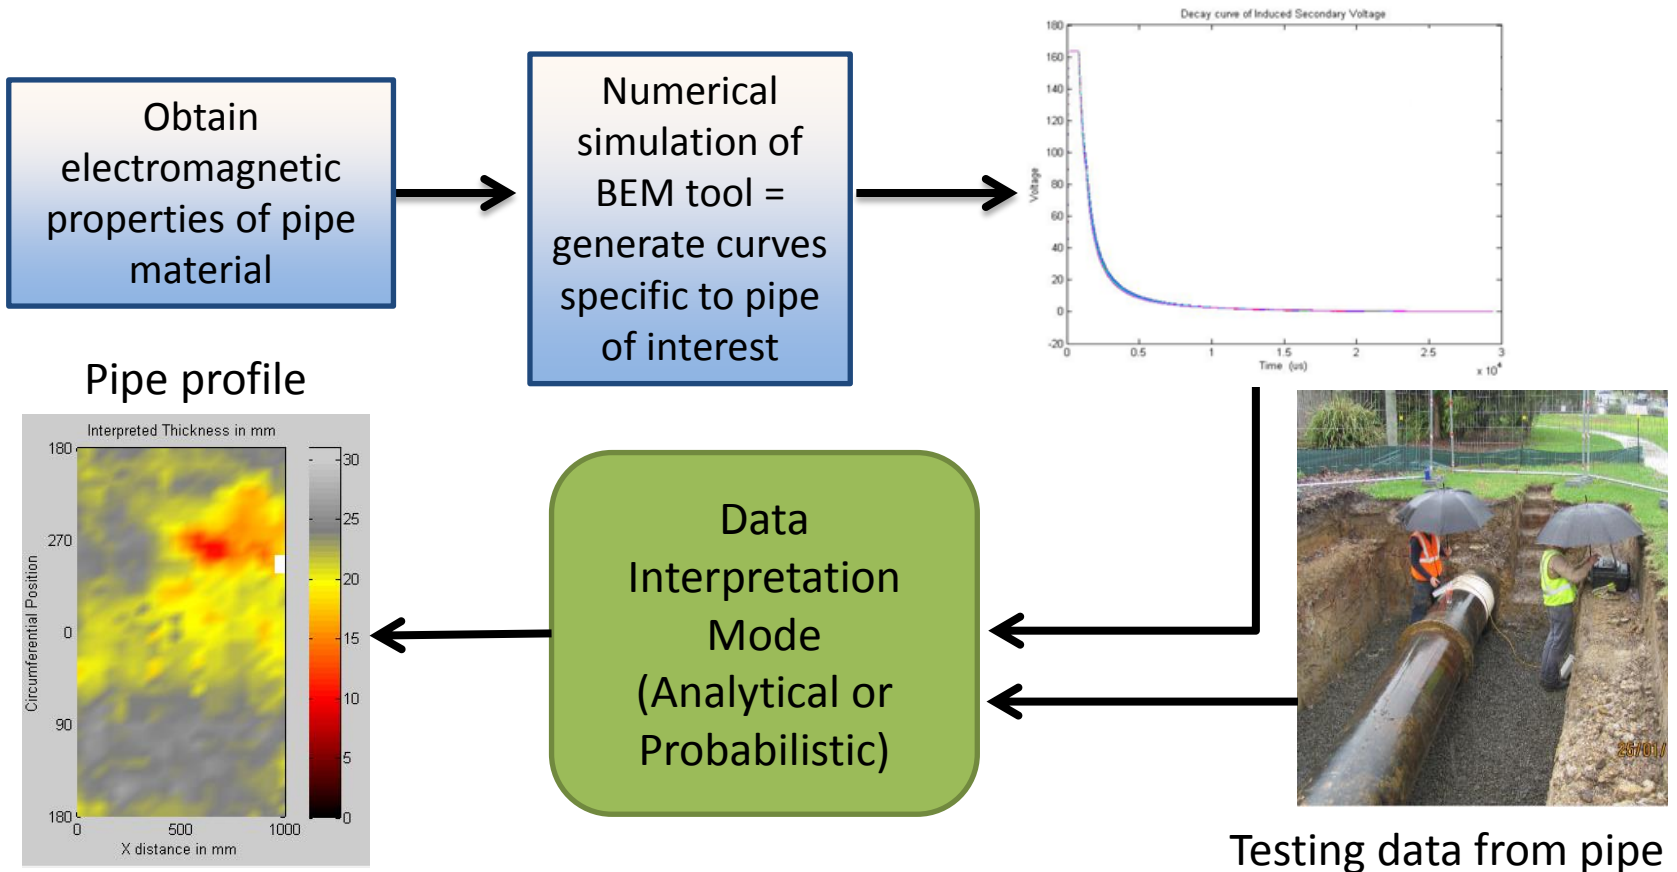 Obtain
electromagnetic
properties of pipe
material
Numerical
simulation of
BEM tool =
generate curves
specific to pipe
of interest
Decay curve of Induced Secondary Voltage
Voltage
180
160
140
120
100
80
60
40
20
0
-20
0 0.5 1 1.5 2 2.5 3
Time (us)
x 10⁴
Pipe profile
Interpreted Thickness in mm
Circumferential Position
180
270
0
90
180
0 500 1000
X distance in mm
30
25
20
15
10
5
0
Data
Interpretation
Mode
(Analytical or
Probabilistic)
Testing data from pipe